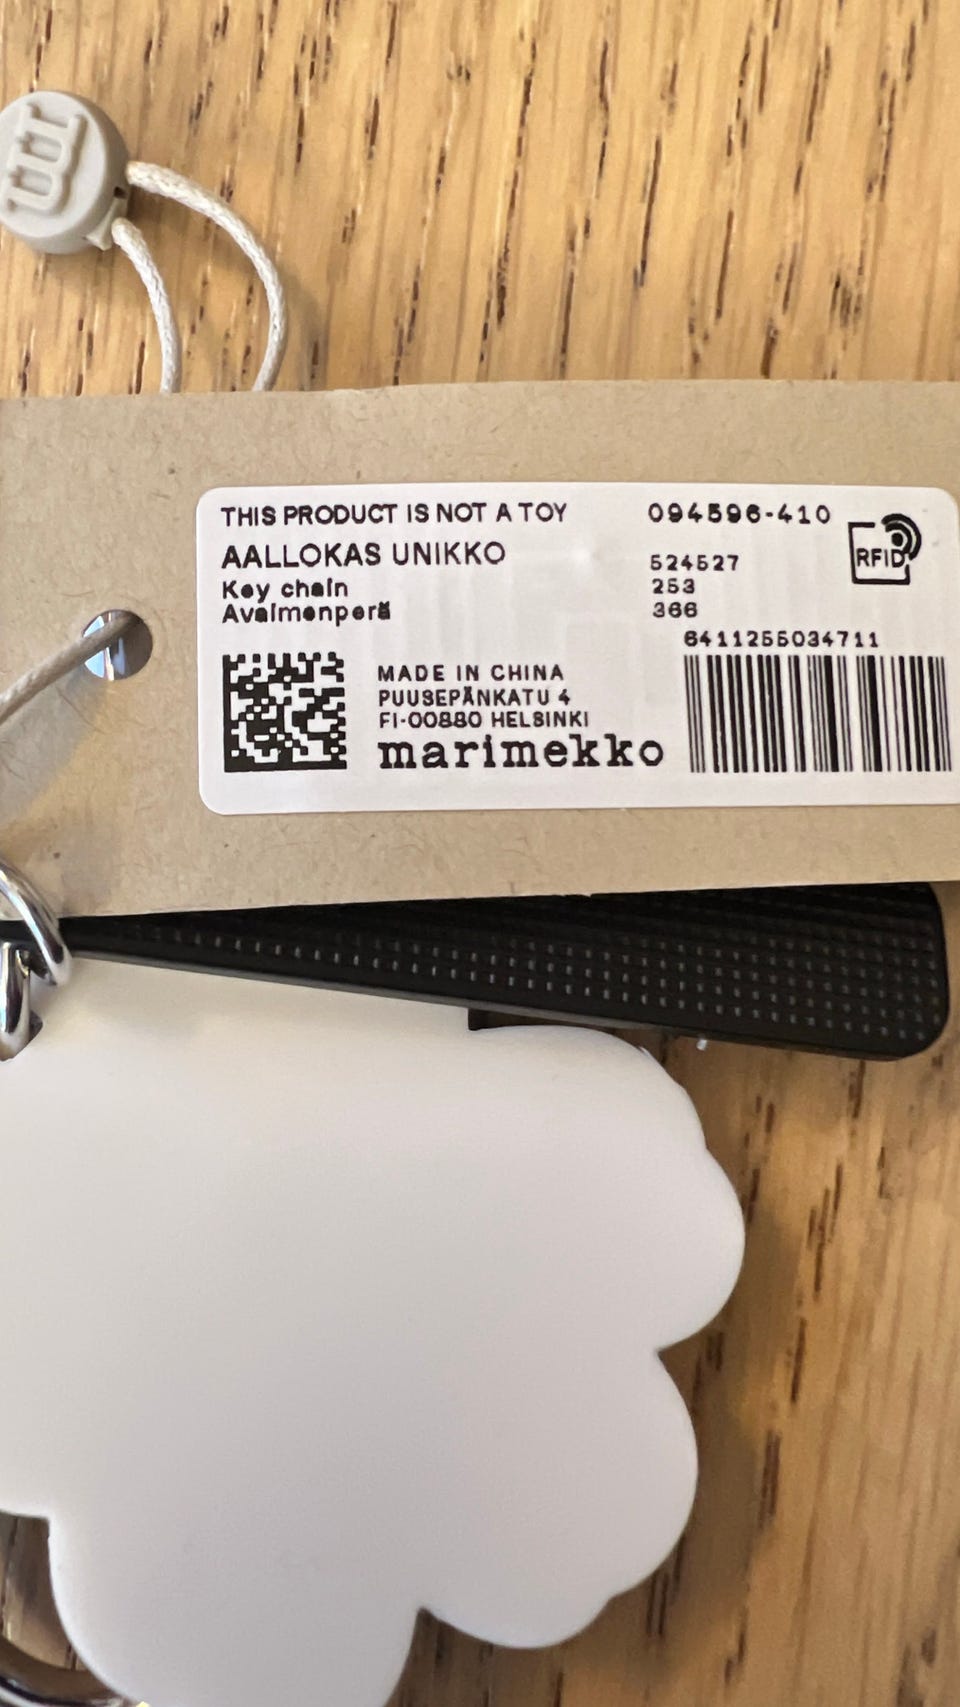 m
THIS PRODUCT IS NOT A TOY
094596-410
AALLOKAS UNIKKO
524527
Key chain
253
Avaimenperä
366
RFID
6411255034711
MADE IN CHINA
PUUSEPÄNKATU 4
FI-00880 HELSINKI
marimekko